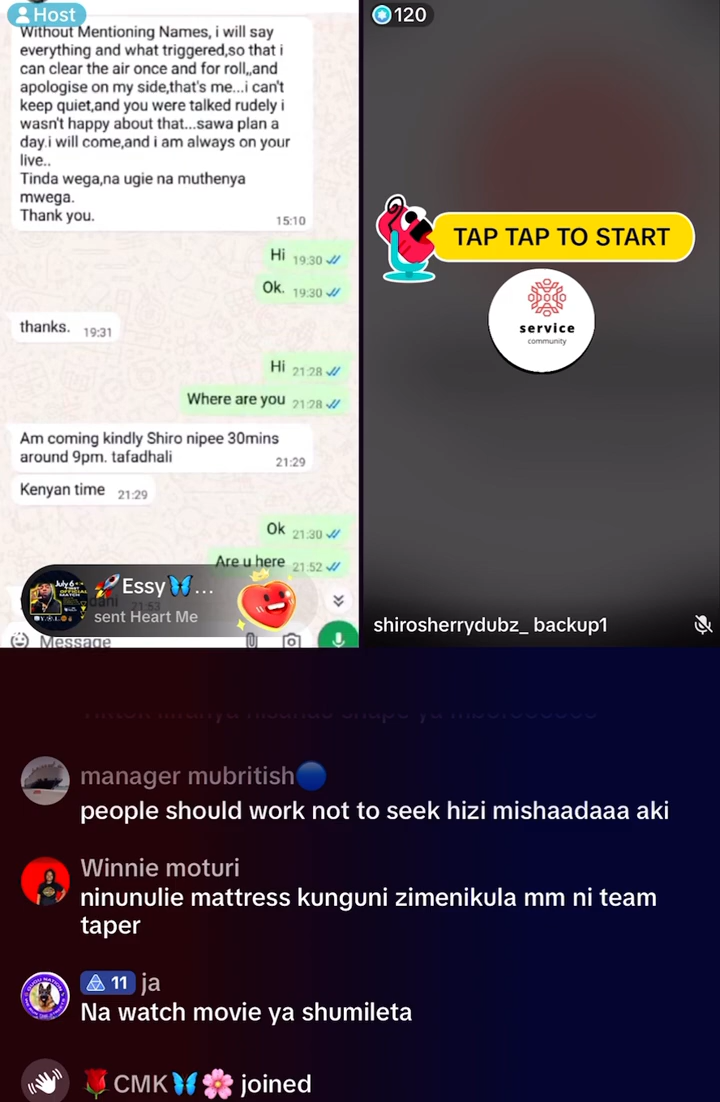 Host
Without Mentioning Names, i will say
everything and what triggered,so that i
can clear the air once and for roll,,and
apologise on my side,that's me...i can't
keep quiet,and you were talked rudely i
wasn't happy about that...sawa plan a
day.i will come,and i am always on your
live..
Tinda wega,na ugie na muthenya
mwega.
Thank you.
15:10
Hi 19:30
Ok. 19:30
thanks. 19:31
Hi 21:28
Where are you 21:28
Am coming kindly Shiro nipee 30mins
around 9pm. tafadhali
21:29
Kenyan time 21:29
Ok 21:30
Are u here 21:52
21:53
🚀Essy🦋...
sent Heart Me
July 6
Message
120
TAP TAP TO START
service
community
shirosherrydubz_ backup1
manager mubritish🔵
people should work not to seek hizi mishaadaaa aki
Winnie moturi
ninunulie mattress kunguni zimenikula mm ni team
taper
11 ja
Na watch movie ya shumileta
🌹CMK🦋🌸 joined